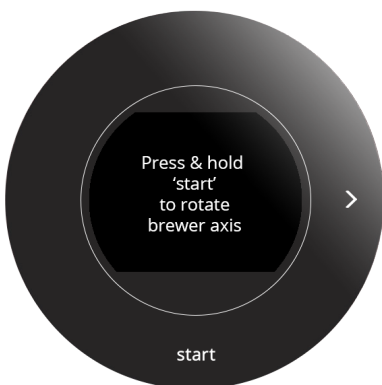 Press & hold
‘start’
to rotate
brewer axis
start